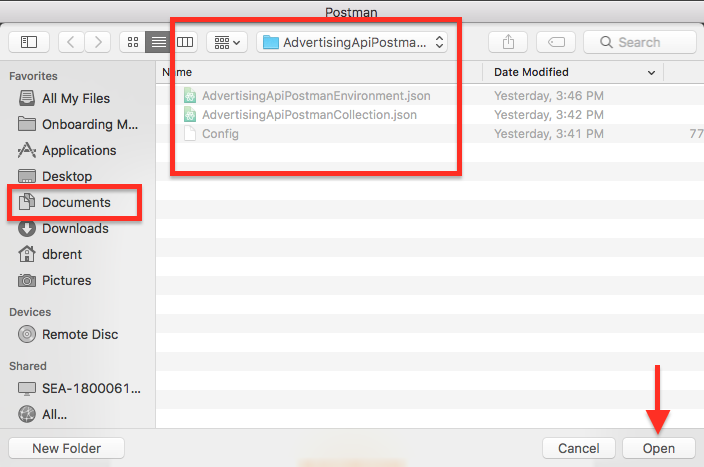 Postman
AdvertisingApiPostma...
Search
Favorites
All My Files
Onboarding M...
Applications
Desktop
Documents
Downloads
dbrent
Pictures
Devices
Remote Disc
Shared
SEA-1800061...
All...
Name
Date Modified
AdvertisingApiPostmanEnvironment.json
Yesterday, 3:46 PM
AdvertisingApiPostmanCollection.json
Yesterday, 3:42 PM
Config
Yesterday, 3:41 PM
77
New Folder
Cancel
Open